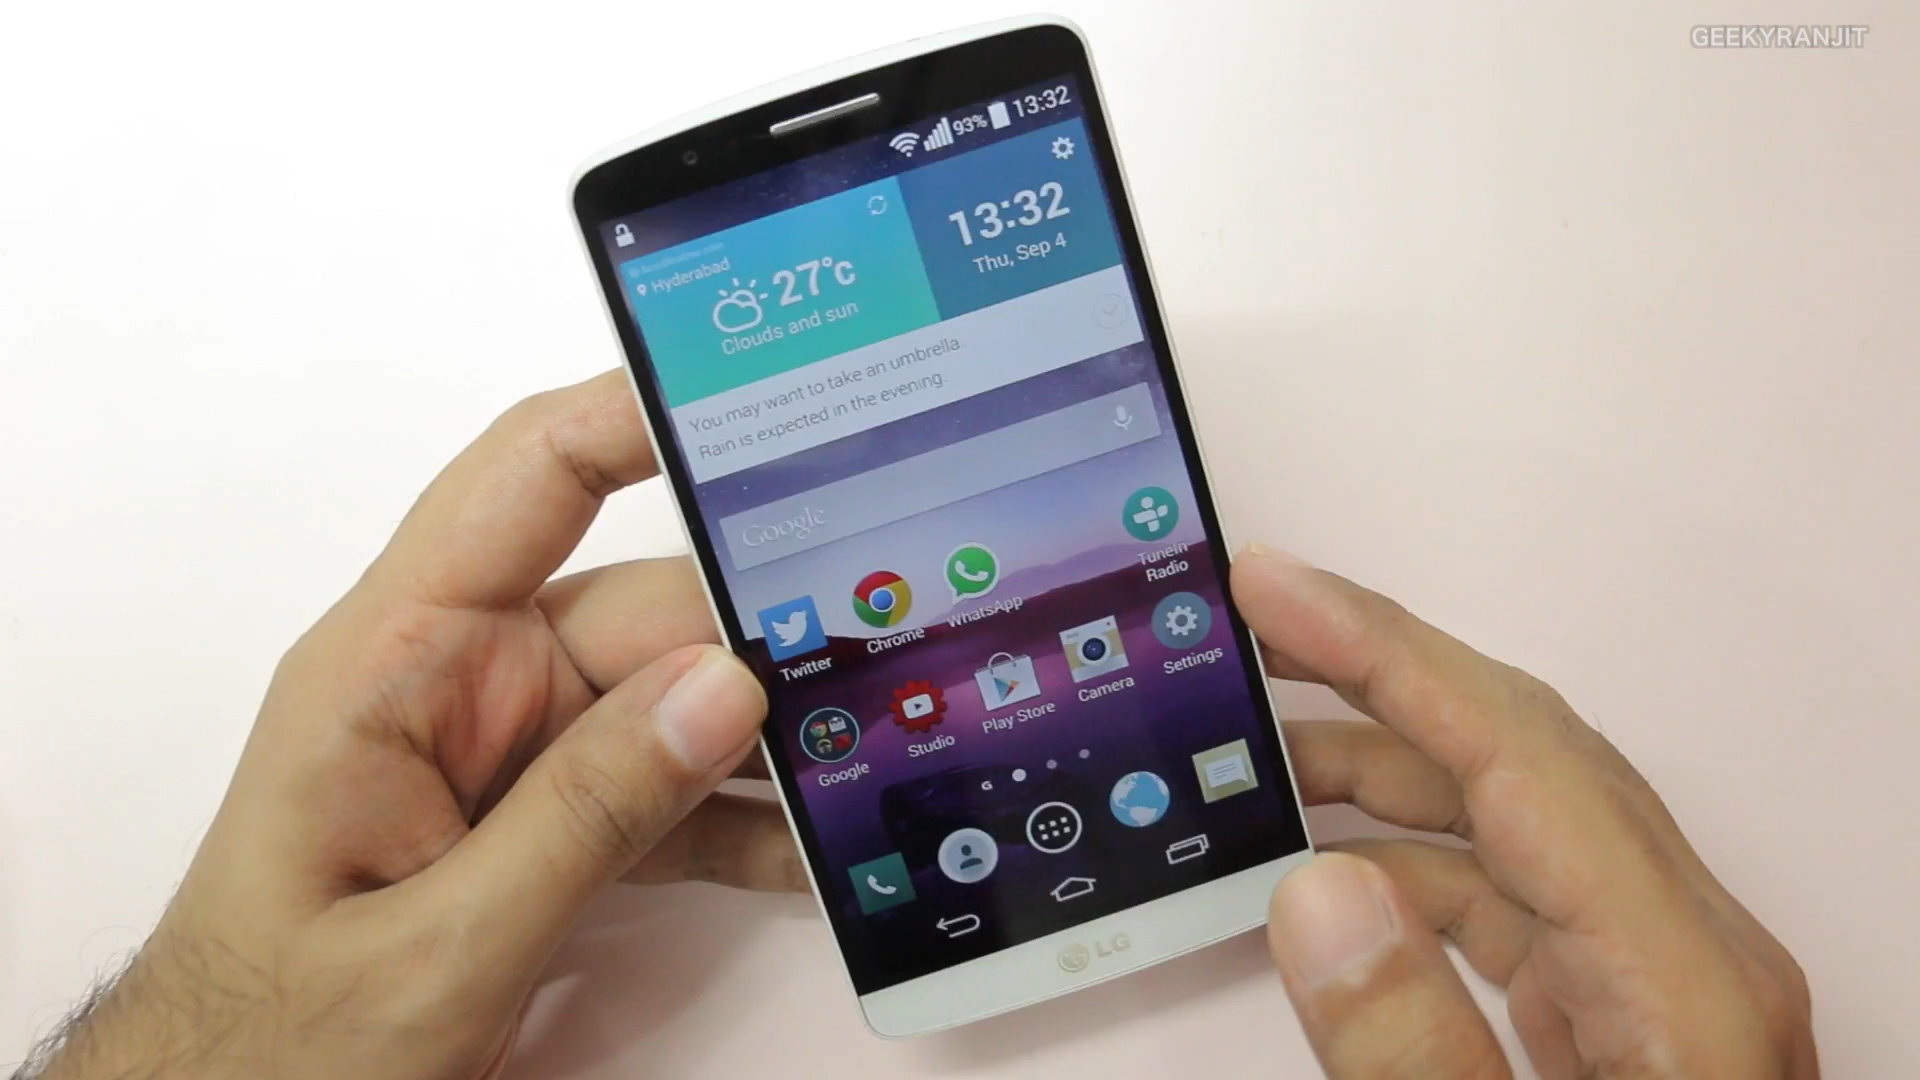 GEEKYRANJIT
93% 13:32
Hyderabad
27°c
Clouds and sun
13:32
Thu, Sep 4
You may want to take an umbrella.
Rain is expected in the evening.
Google
Twitter
Chrome
WhatsApp
TuneIn
Radio
Google
Studio
Play Store
Camera
Settings
G
LG